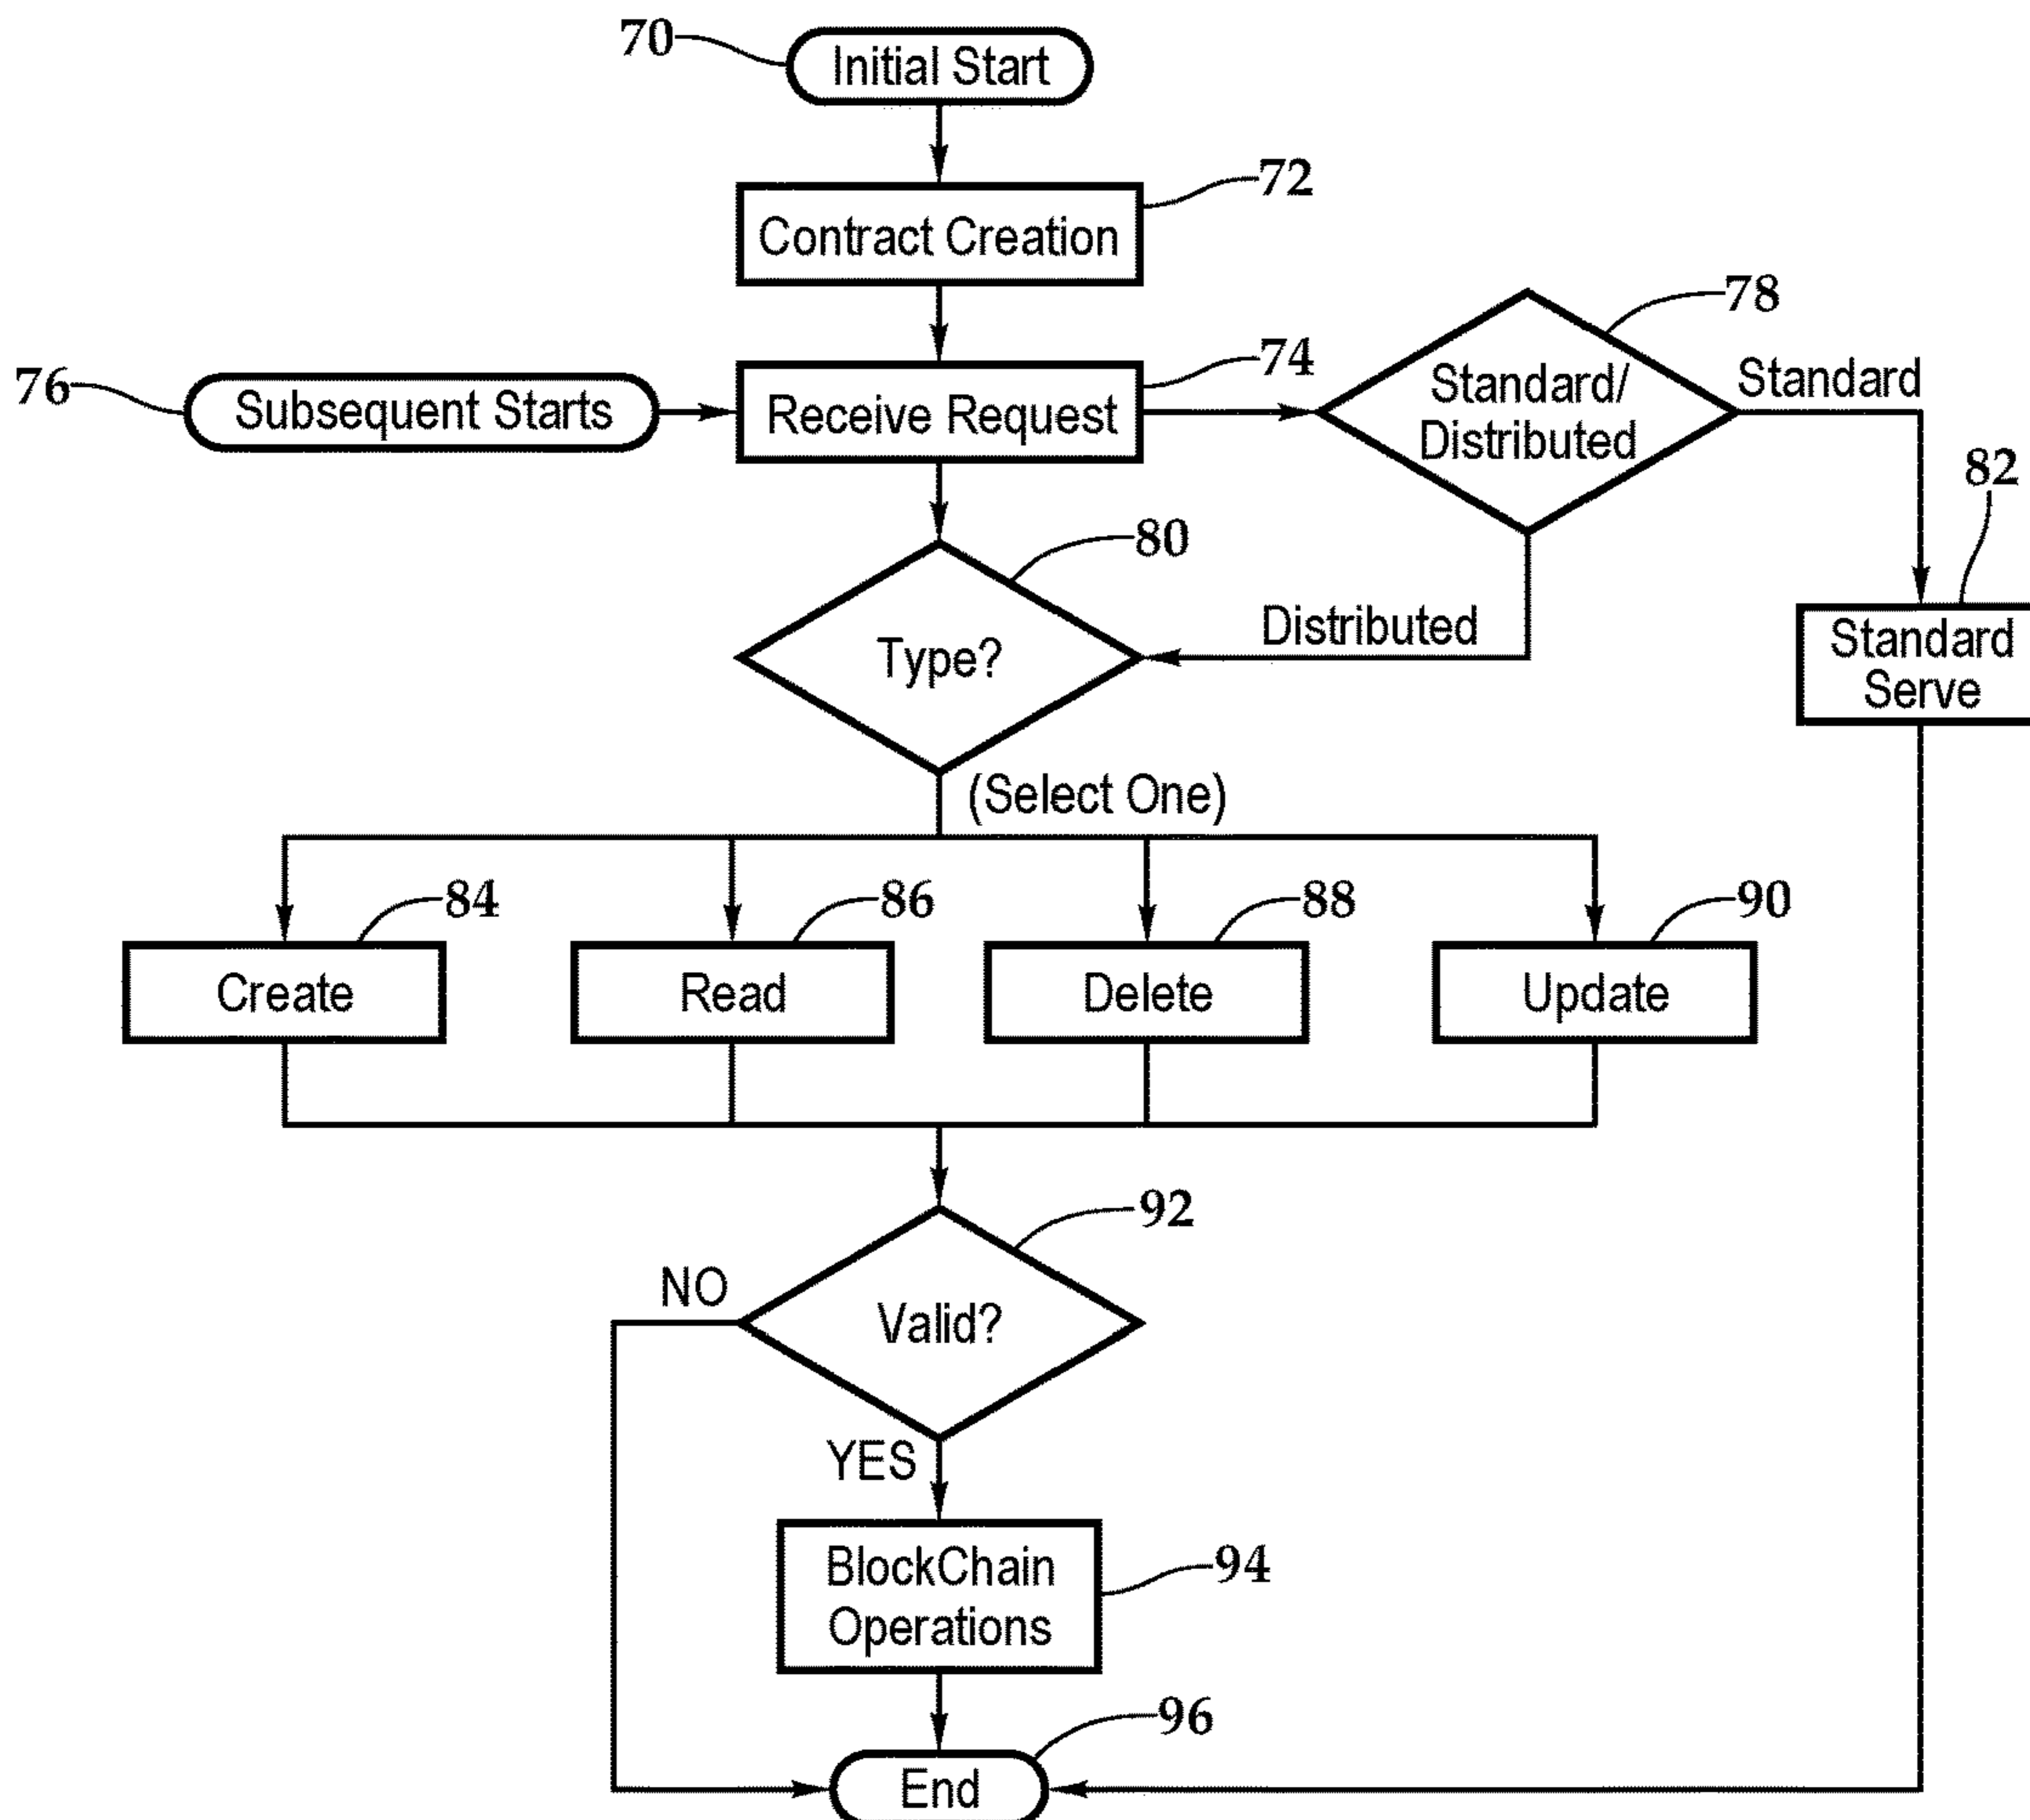 70
Initial Start
72
Contract Creation
78
76
Subsequent Starts
74
Receive Request
Standard/
Distributed
Standard
82
80
Type?
Distributed
Standard
Serve
(Select One)
84
86
88
90
Create
Read
Delete
Update
92
NO
Valid?
YES
BlockChain
Operations
94
96
End